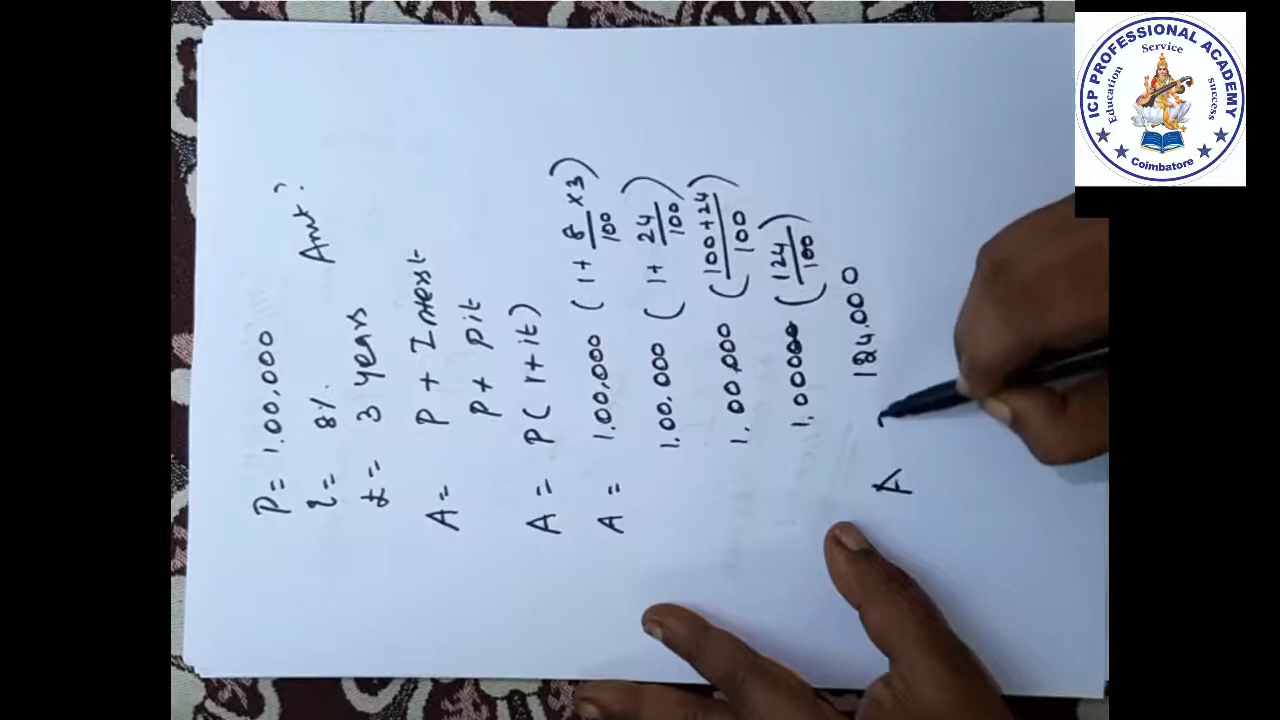 P = 1.00,000
i = 8%. Amt?
t = 3 years
A = P + Interest
P + Pit
A = P(1+it)
A = 1.00,000 (1 + 8/100 x3)
1.00.000 (1 + 24/100)
1.00,000 (100+24/100)
1.00000 (124/100)
124.000
A
ICP PROFESSIONAL ACADEMY
Service
Education
success
Coimbatore